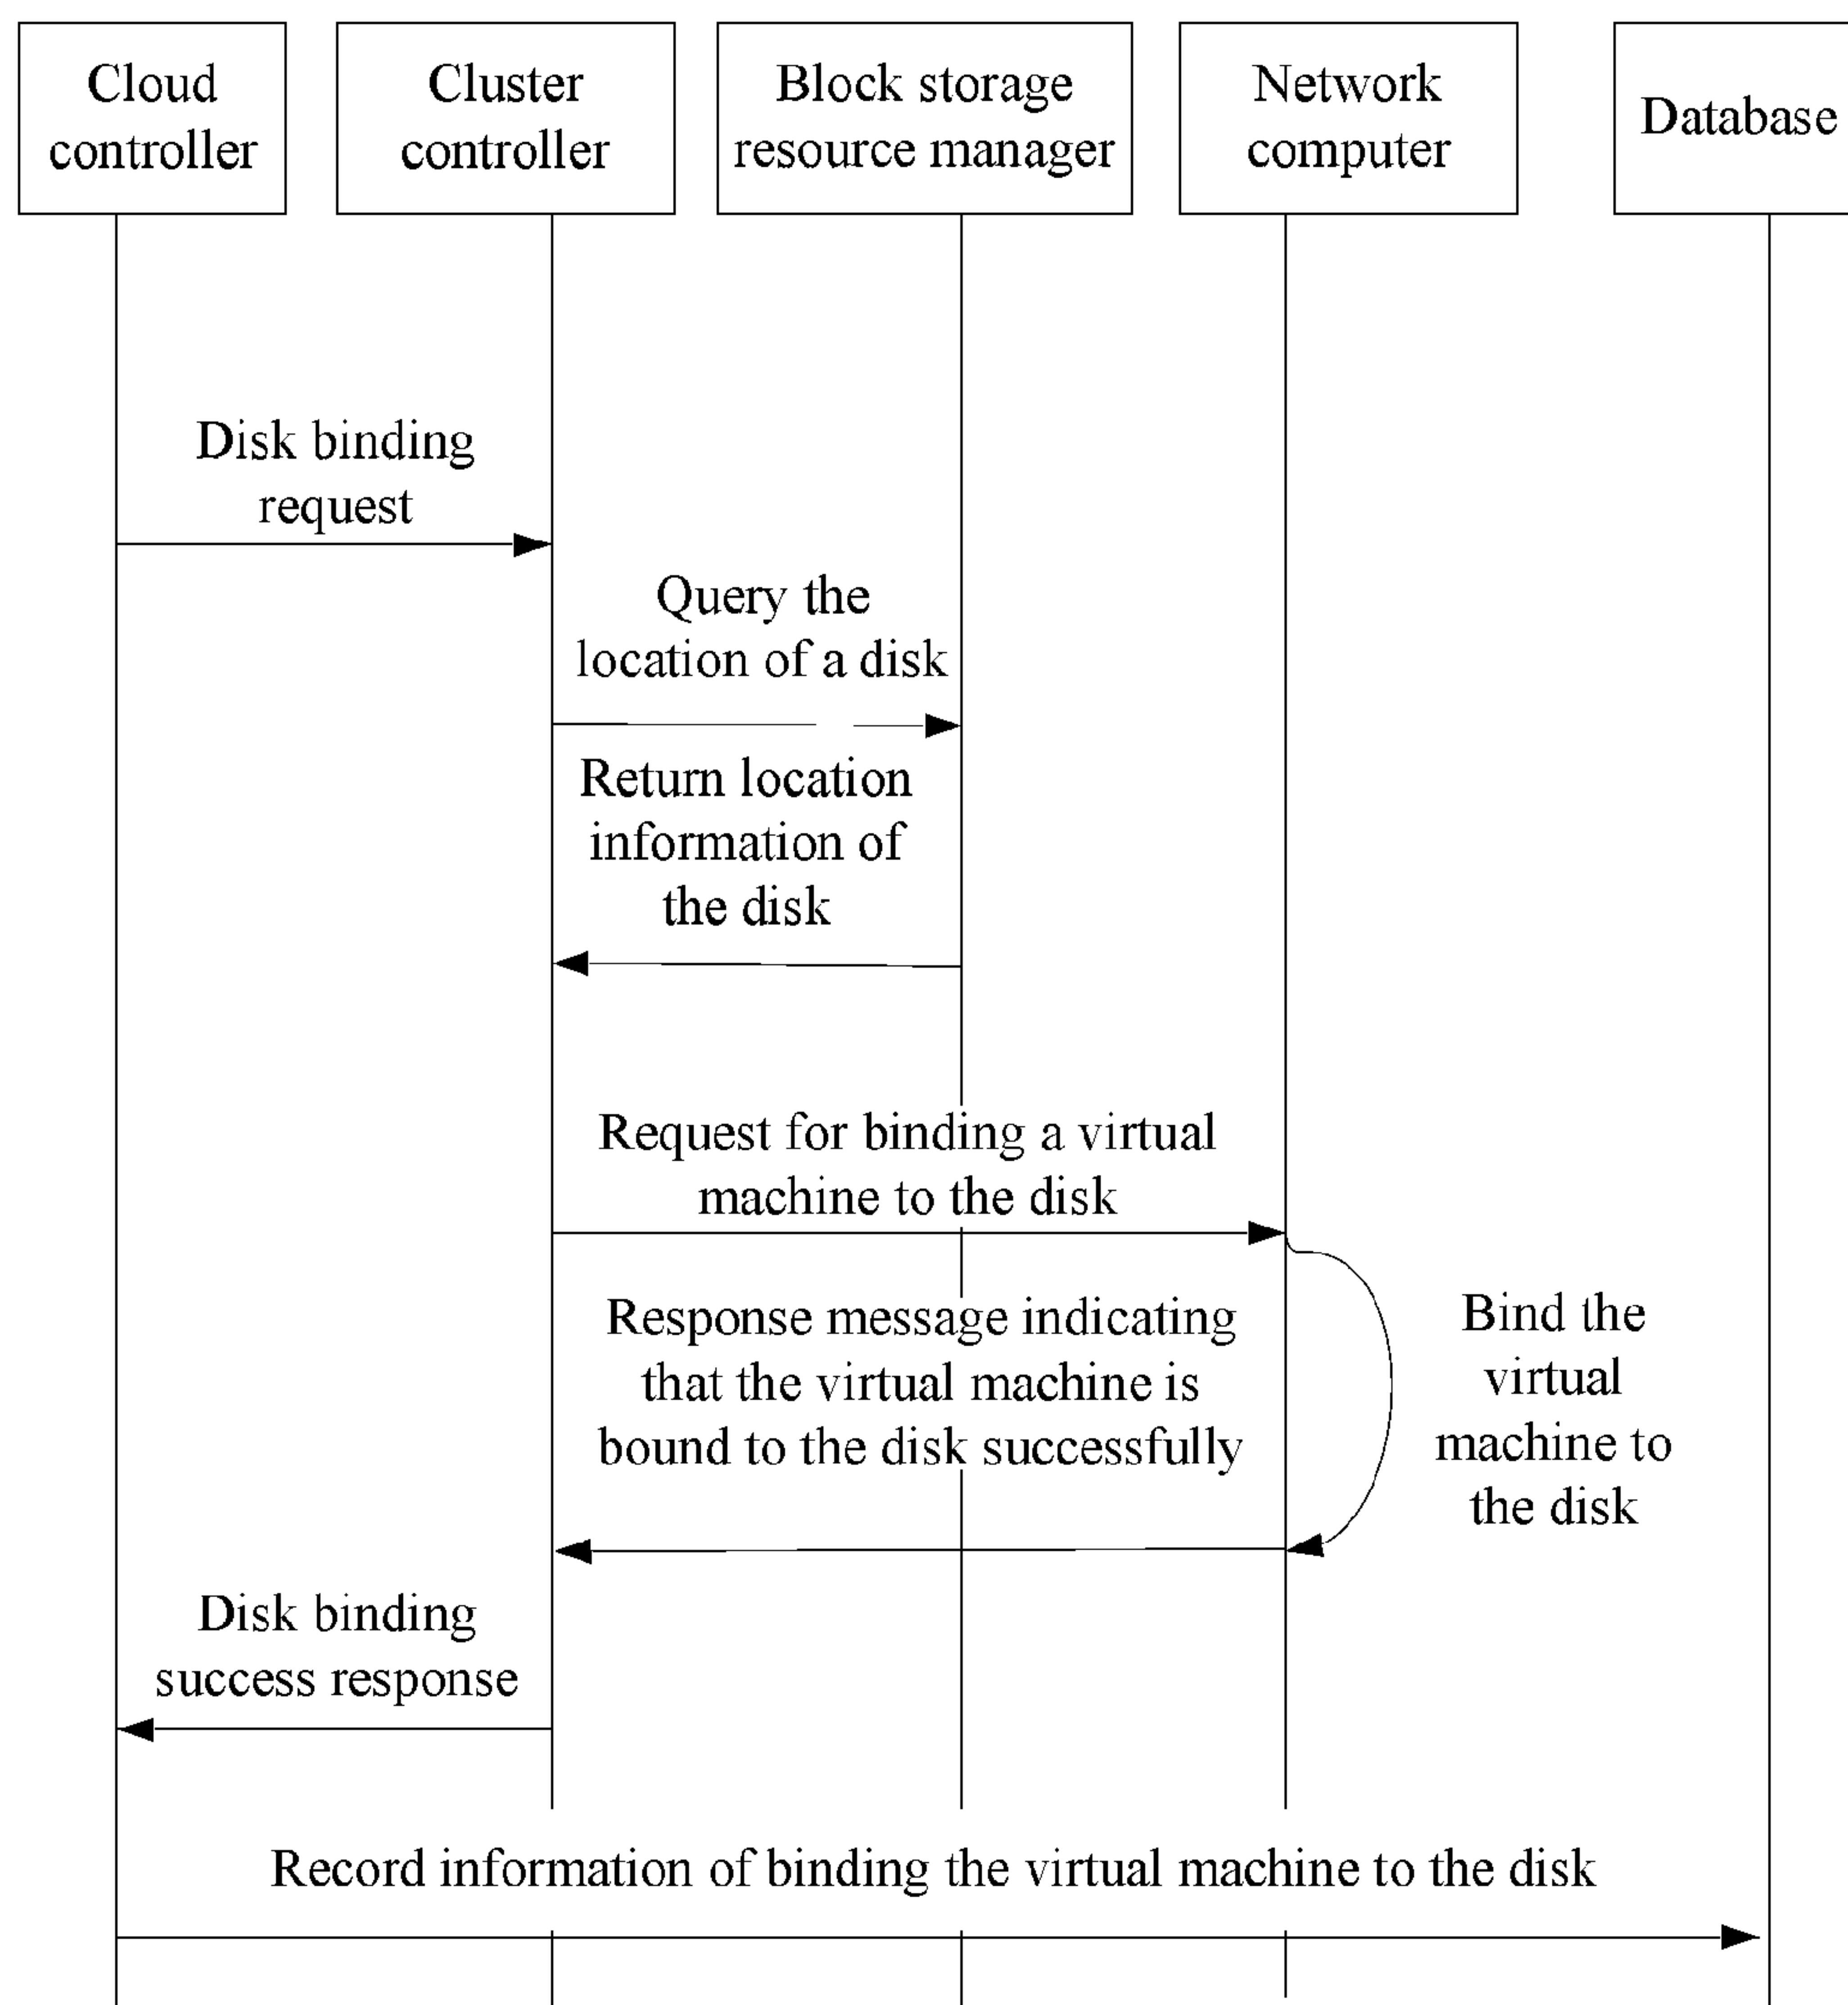 Cloud
controller
Cluster
controller
Block storage
resource manager
Network
computer
Database
Disk binding
request
Query the
location of a disk
Return location
information of
the disk
Request for binding a virtual
machine to the disk
Response message indicating
that the virtual machine is
bound to the disk successfully
Bind the
virtual
machine to
the disk
Disk binding
success response
Record information of binding the virtual machine to the disk